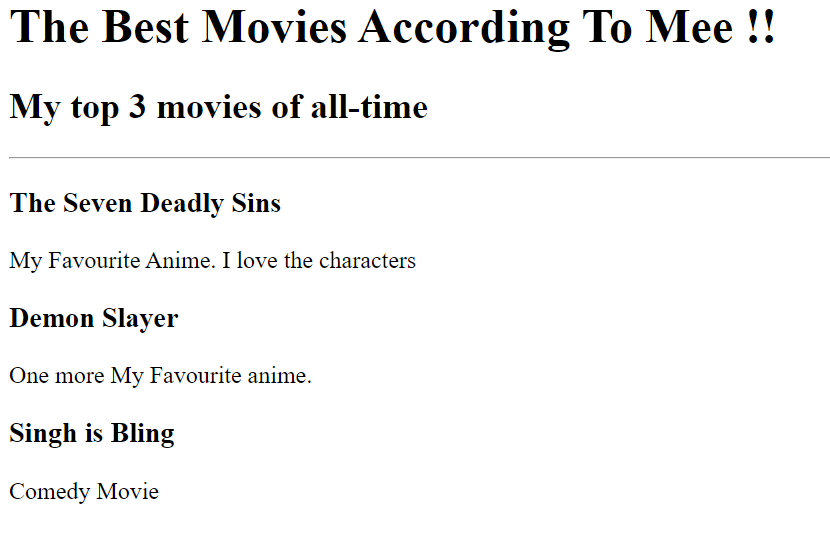 The Best Movies According To Mee !!
My top 3 movies of all-time
The Seven Deadly Sins
My Favourite Anime. I love the characters
Demon Slayer
One more My Favourite anime.
Singh is Bling
Comedy Movie